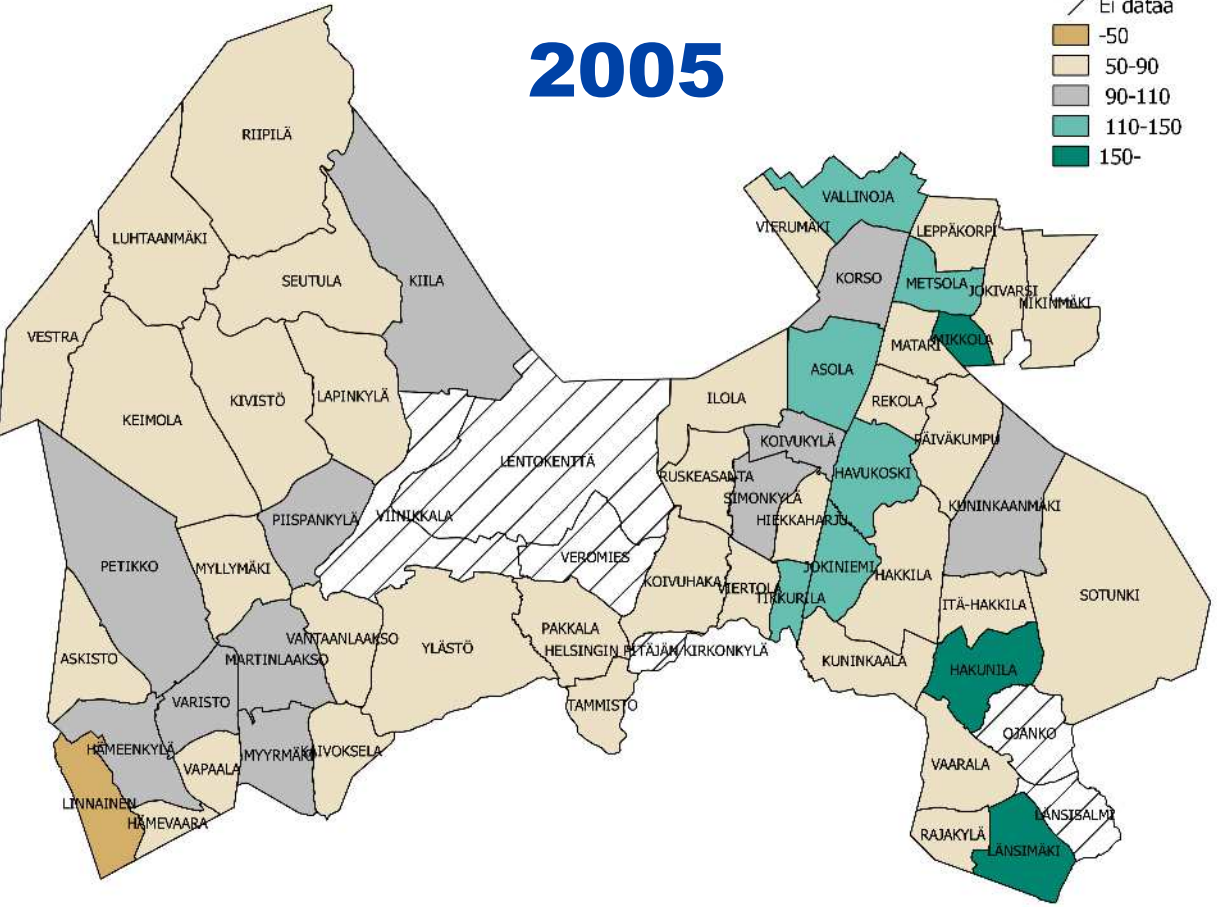 Ei dataa
2005
-50
50-90
90-110
110-150
150-
RIIPILÄ
VALLINOJA
VIERUMÄKI
LEPPÄKORPI
LUHTAANMÄKI
SEUTULA
KIILA
KORSO
METSOLA
JOKIVARSI
NIKINMÄKI
VESTRA
MATARI
MIKKOLA
ASOLA
KEIMOLA
KIVISTÖ
LAPINKYLÄ
ILOLA
REKOLA
KOIVUKYLÄ
PÄIVÄKUMPU
LENTOKENTTÄ
RUSKEASANTA
HAVUKOSKI
SIMONKYLÄ
KUNINKAANMÄKI
PIISPANKYLÄ
VIINIKKALA
HIEKKAHARJU
PETIKKO
MYLLYMÄKI
VEROMIES
KOIVUHAKA
VIERTOLA
JOKINIEMI
HAKKILA
TIKKURILA
ITÄ-HAKKILA
SOTUNKI
PAKKALA
VANTAANLAAKSO
YLÄSTÖ
HELSINGIN PITÄJÄN KIRKONKYLÄ
ASKISTO
MARTINLAAKSO
KUNINKAALA
HAKUNILA
VARISTO
TAMMISTO
OJANKO
HÄMEENKYLÄ
MYYRMÄKI
KAIVOKSELA
VAPAALA
VAARALA
LINNAINEN
HÄMEVAARA
LÄNSISALMI
RAJAKYLÄ
LÄNSIMÄKI